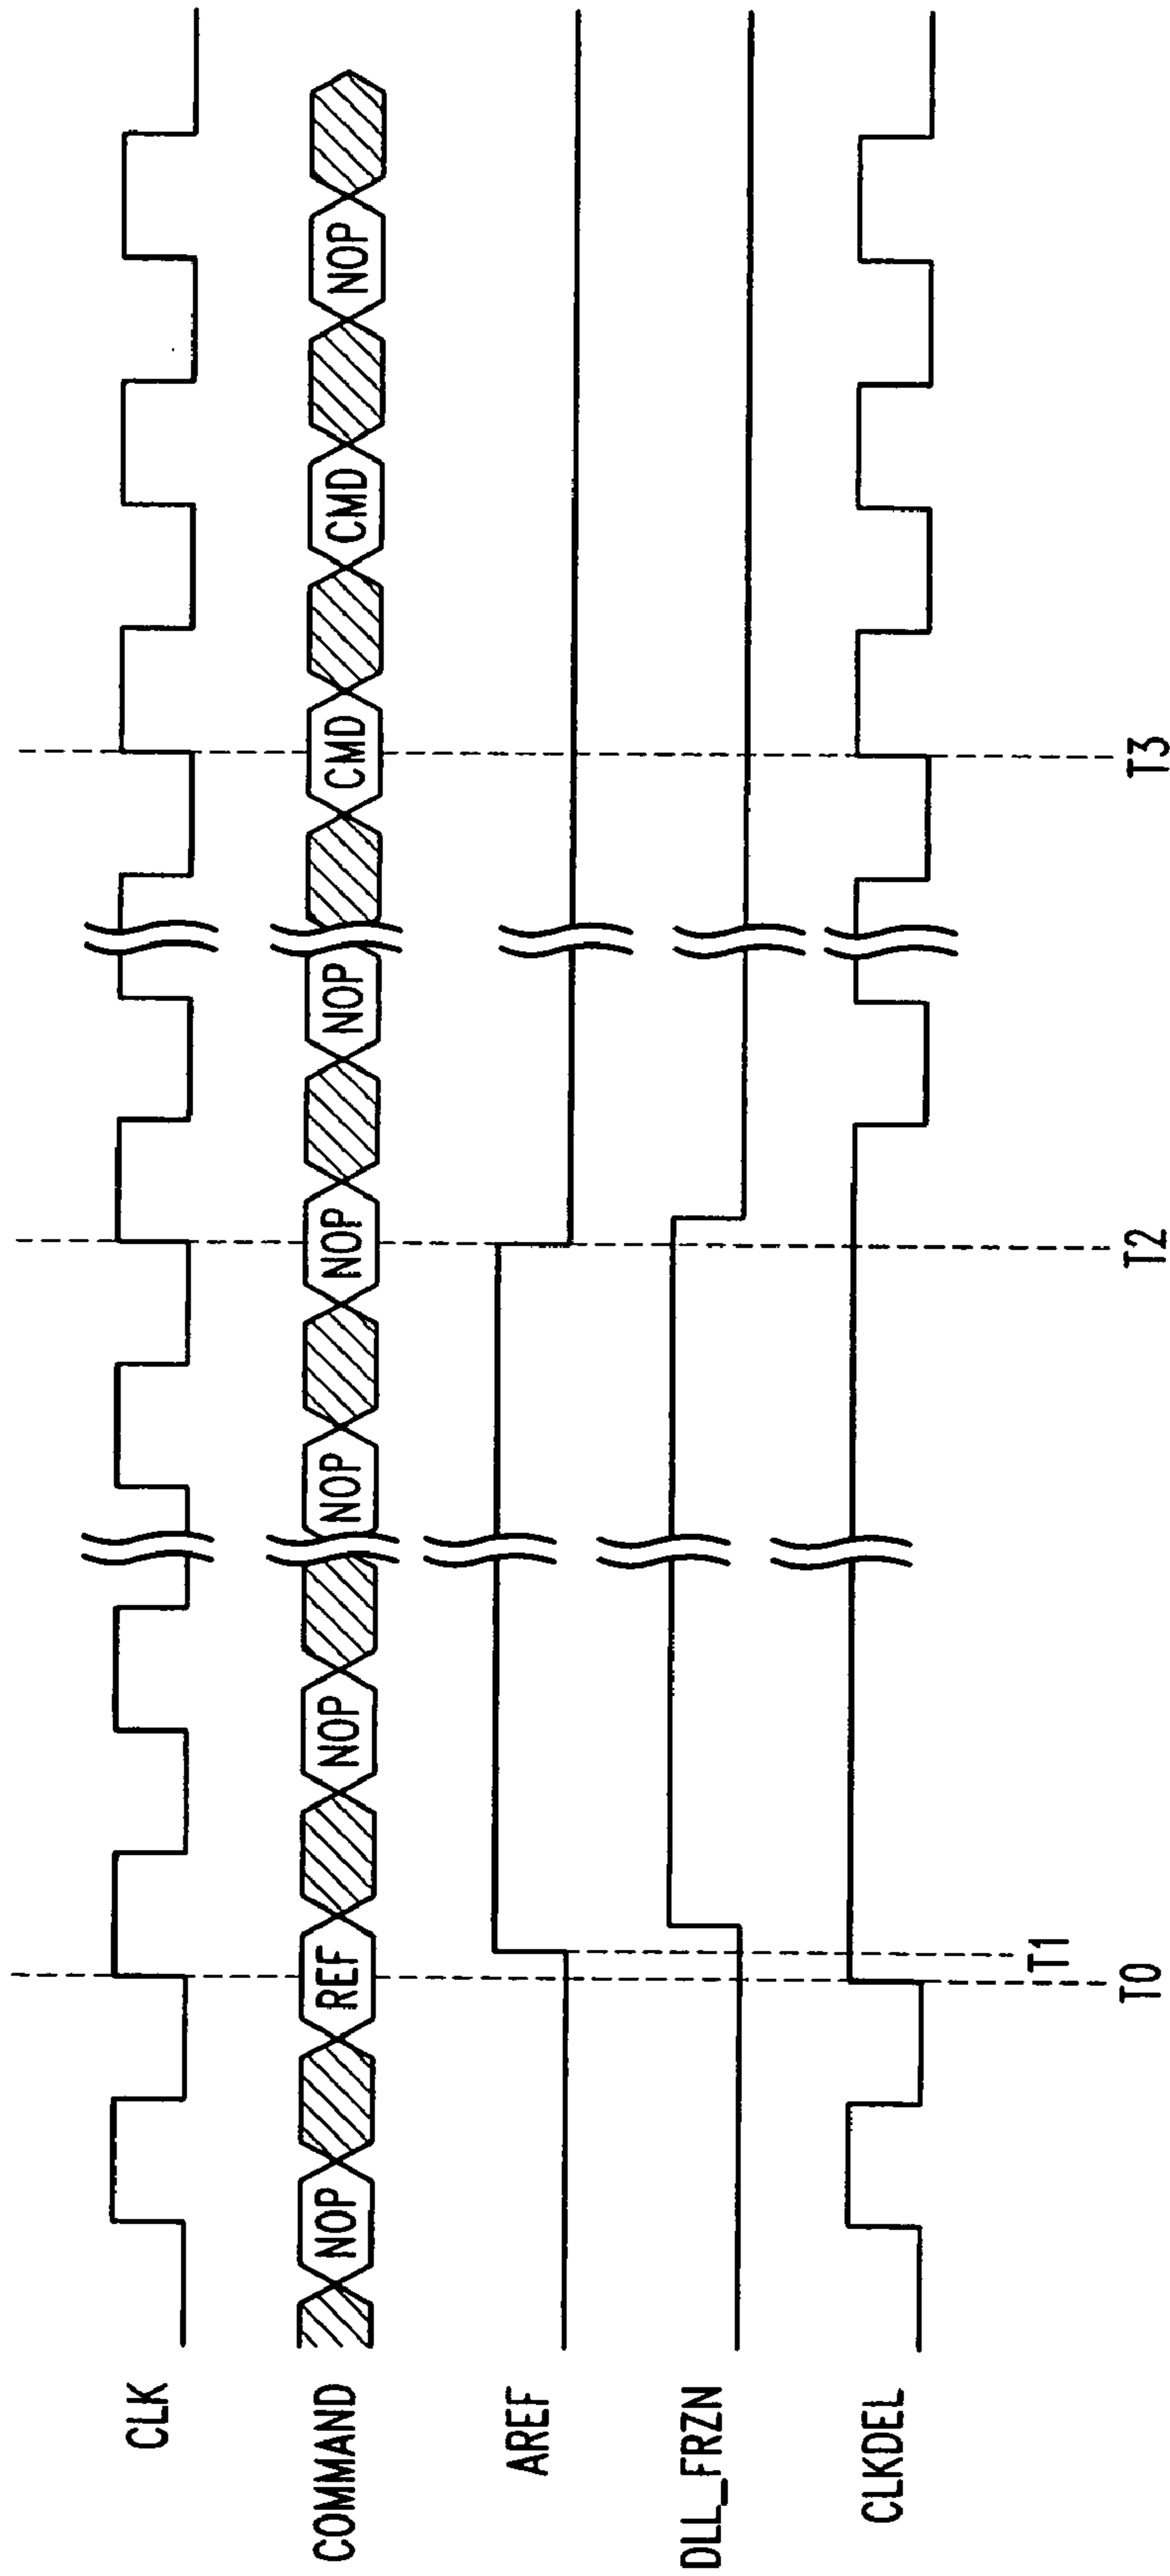 CLK
COMMAND NOP REF NOP NOP NOP NOP CMD CMD NOP
AREF
DLL_FRZN
CLKDEL
T1
T0 T2 T3